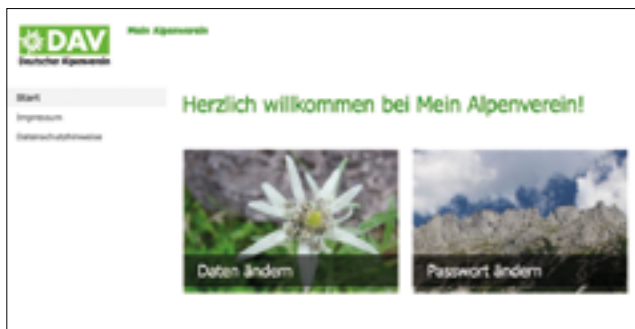 DAV
Deutscher Alpenverein
Mein Alpenverein
Start
Impressum
Datenschutzhinweise
Herzlich willkommen bei Mein Alpenverein!
Daten ändern
Passwort ändern